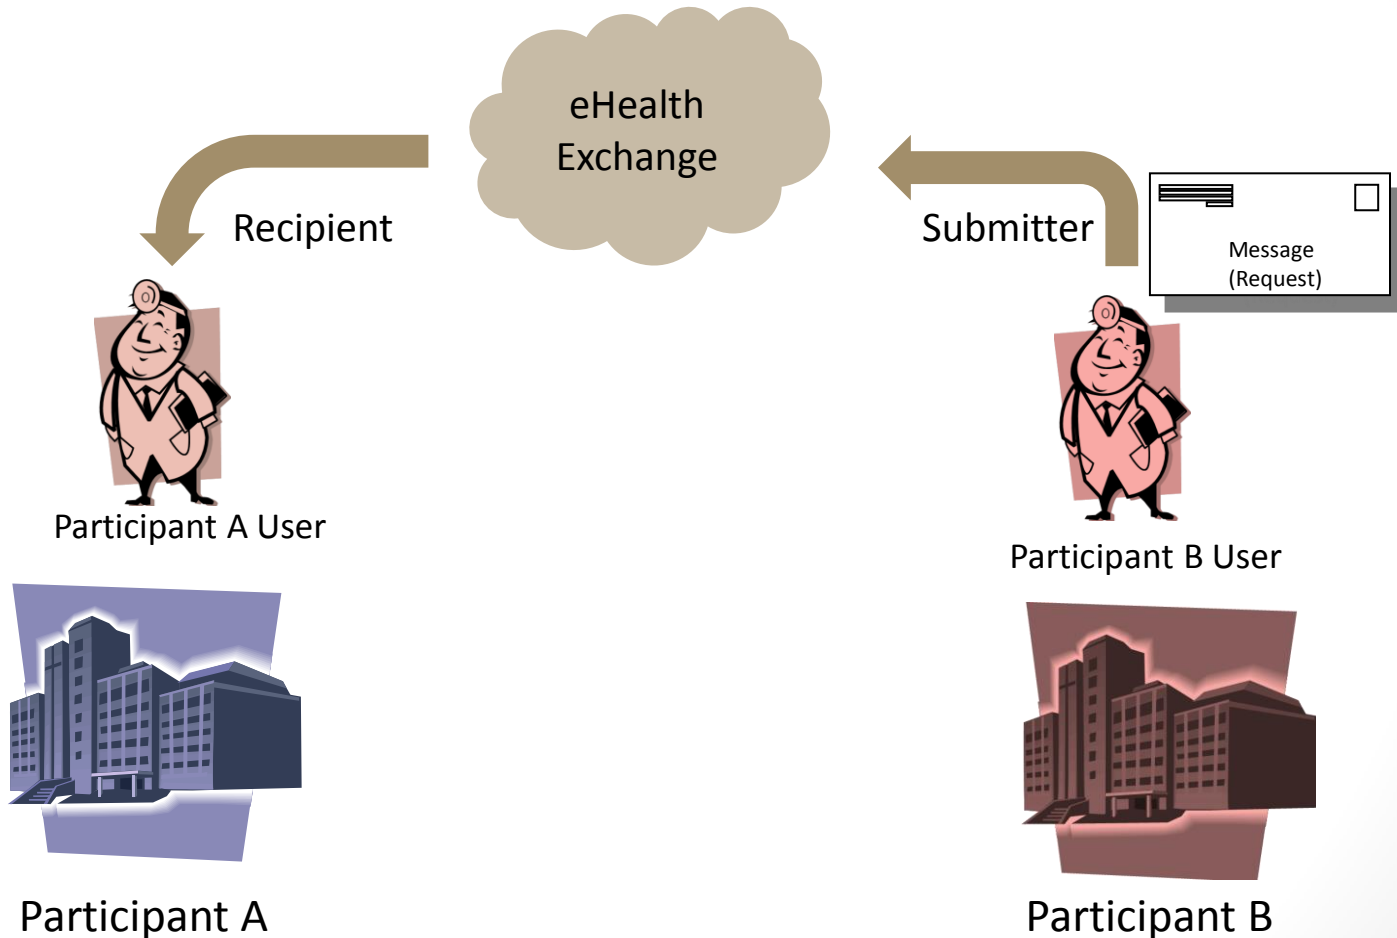 eHealth
Exchange
Recipient
Submitter
Message
(Request)
Participant A User
Participant B User
Participant A
Participant B